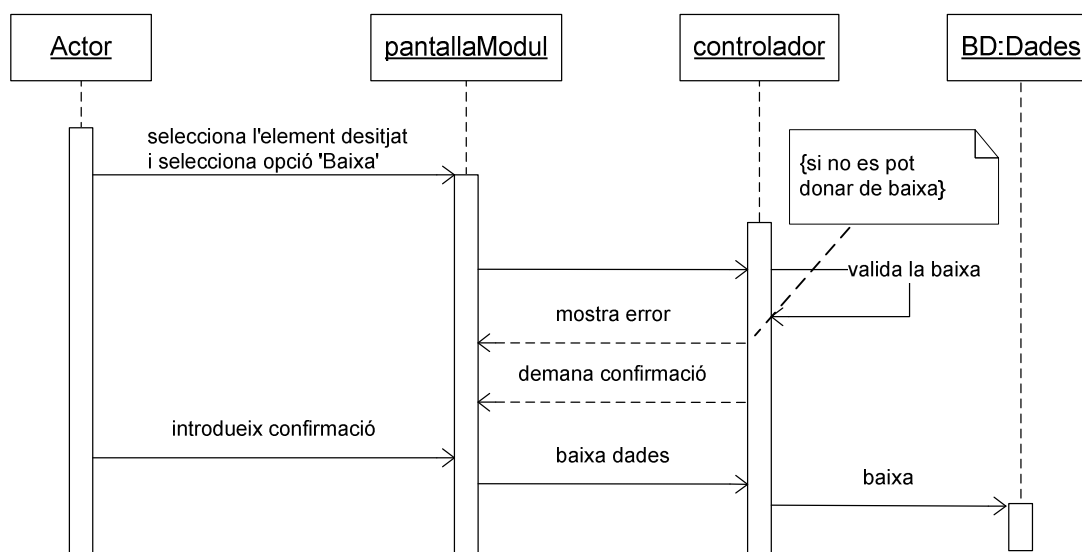 Actor
pantallaModul
controlador
BD:Dades
selecciona l'element desitjat
i selecciona opció 'Baixa'
{si no es pot
donar de baixa}
valida la baixa
mostra error
demana confirmació
introdueix confirmació
baixa dades
baixa